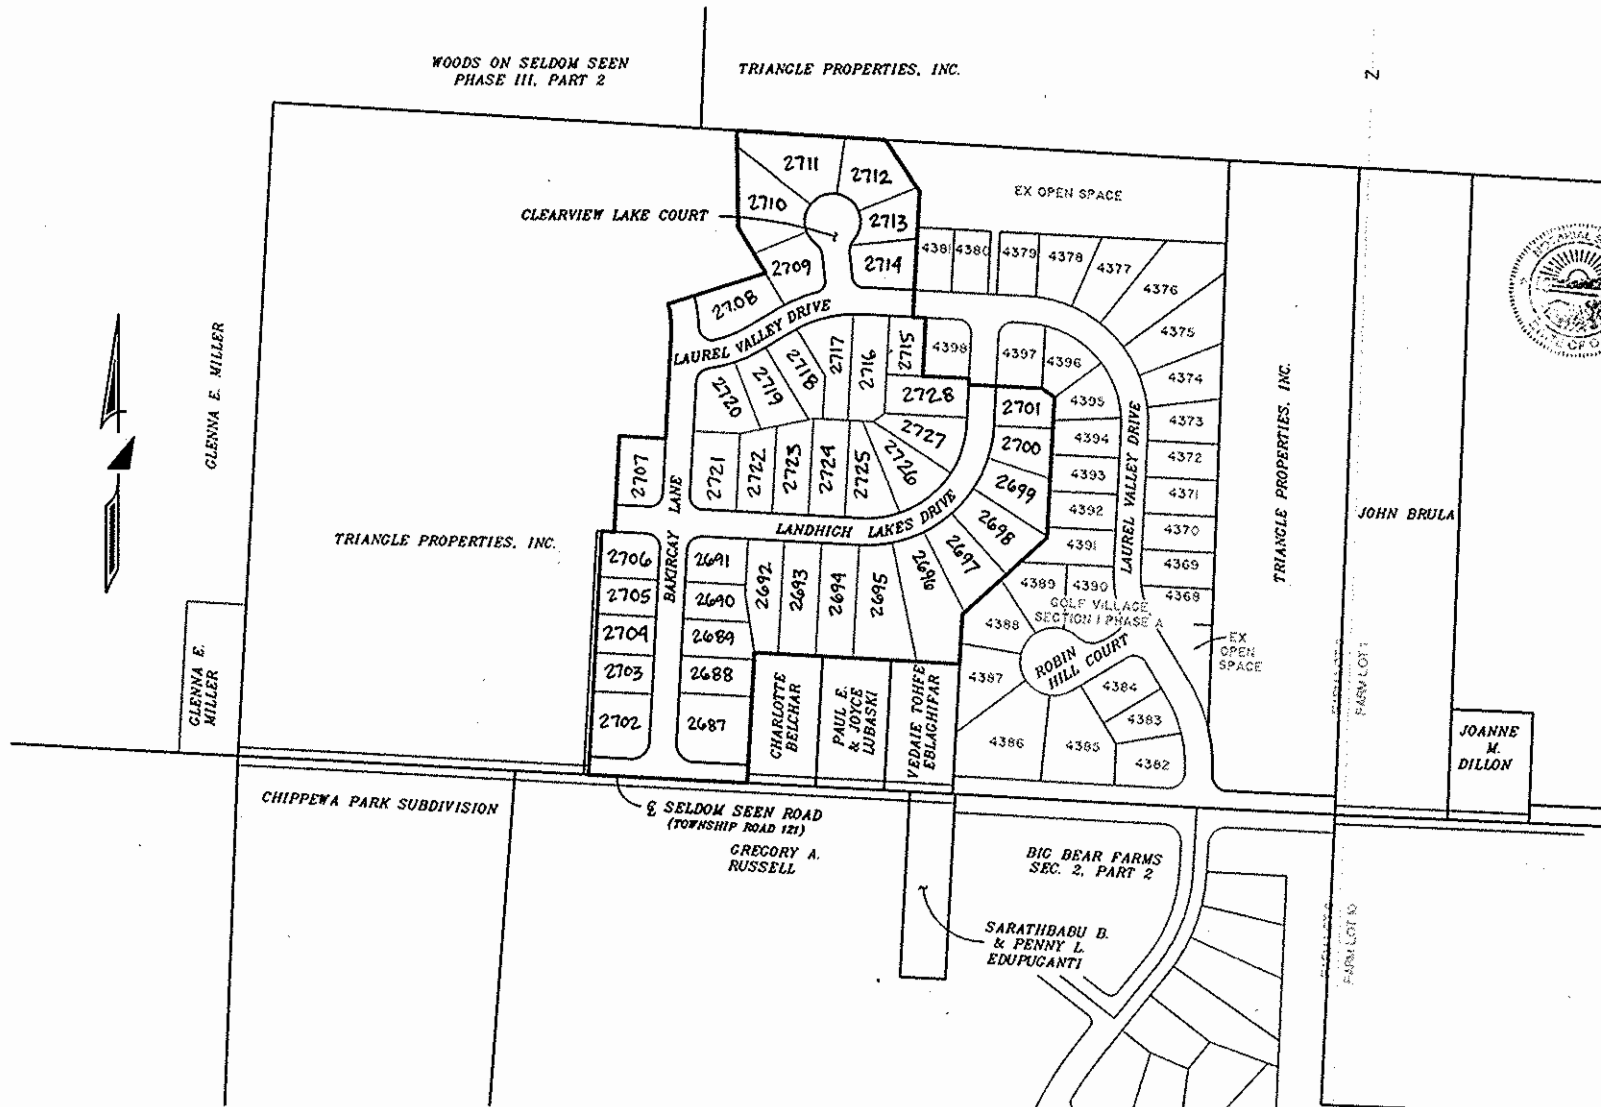 WOODS ON SELDOM SEEN
PHASE III, PART 2
TRIANGLE PROPERTIES, INC.
Z
2711
2712
2710
2713
CLEARVIEW LAKE COURT
2709
2714
EX OPEN SPACE
4381
4380
4379
4378
4377
4376
4375
4374
4373
4372
4371
4370
4369
4368
2708
LAUREL VALLEY DRIVE
2717
2716
2715
4398
4397
4396
2718
2719
2720
2728
2701
4395
2727
2700
4394
2726
2699
4393
2698
4392
2697
4391
LAUREL VALLEY DRIVE
GLENNA E. MILLER
2707
2721
2722
2723
2724
2725
BAKIRCAY LANE
LANDHIGH LAKES DRIVE
TRIANGLE PROPERTIES, INC.
2706
2691
2692
2693
2694
2695
2696
2705
2690
2704
2689
2703
2688
2702
2687
4389
4390
GOLF VILLAGE
SECTION 1 PHASE A
4388
ROBIN
HILL COURT
4387
4384
4383
4386
4385
4382
EX
OPEN
SPACE
TRIANGLE PROPERTIES, INC.
JOHN BRULA
FARM LOT 1
JOANNE
M.
DILLON
GLENNA E.
MILLER
CHARLOTTE
BELCHAR
PAUL E.
& JOYCE
LUBASKI
VEDAIE TOHFE
EBLAGHIFAR
CHIPPEWA PARK SUBDIVISION
SELDOM SEEN ROAD
(TOWNSHIP ROAD 121)
GREGORY A.
RUSSELL
BIG BEAR FARMS
SEC. 2, PART 2
SARATHBABU B.
& PENNY L.
EDUPUGANTI
FARM LOT 10